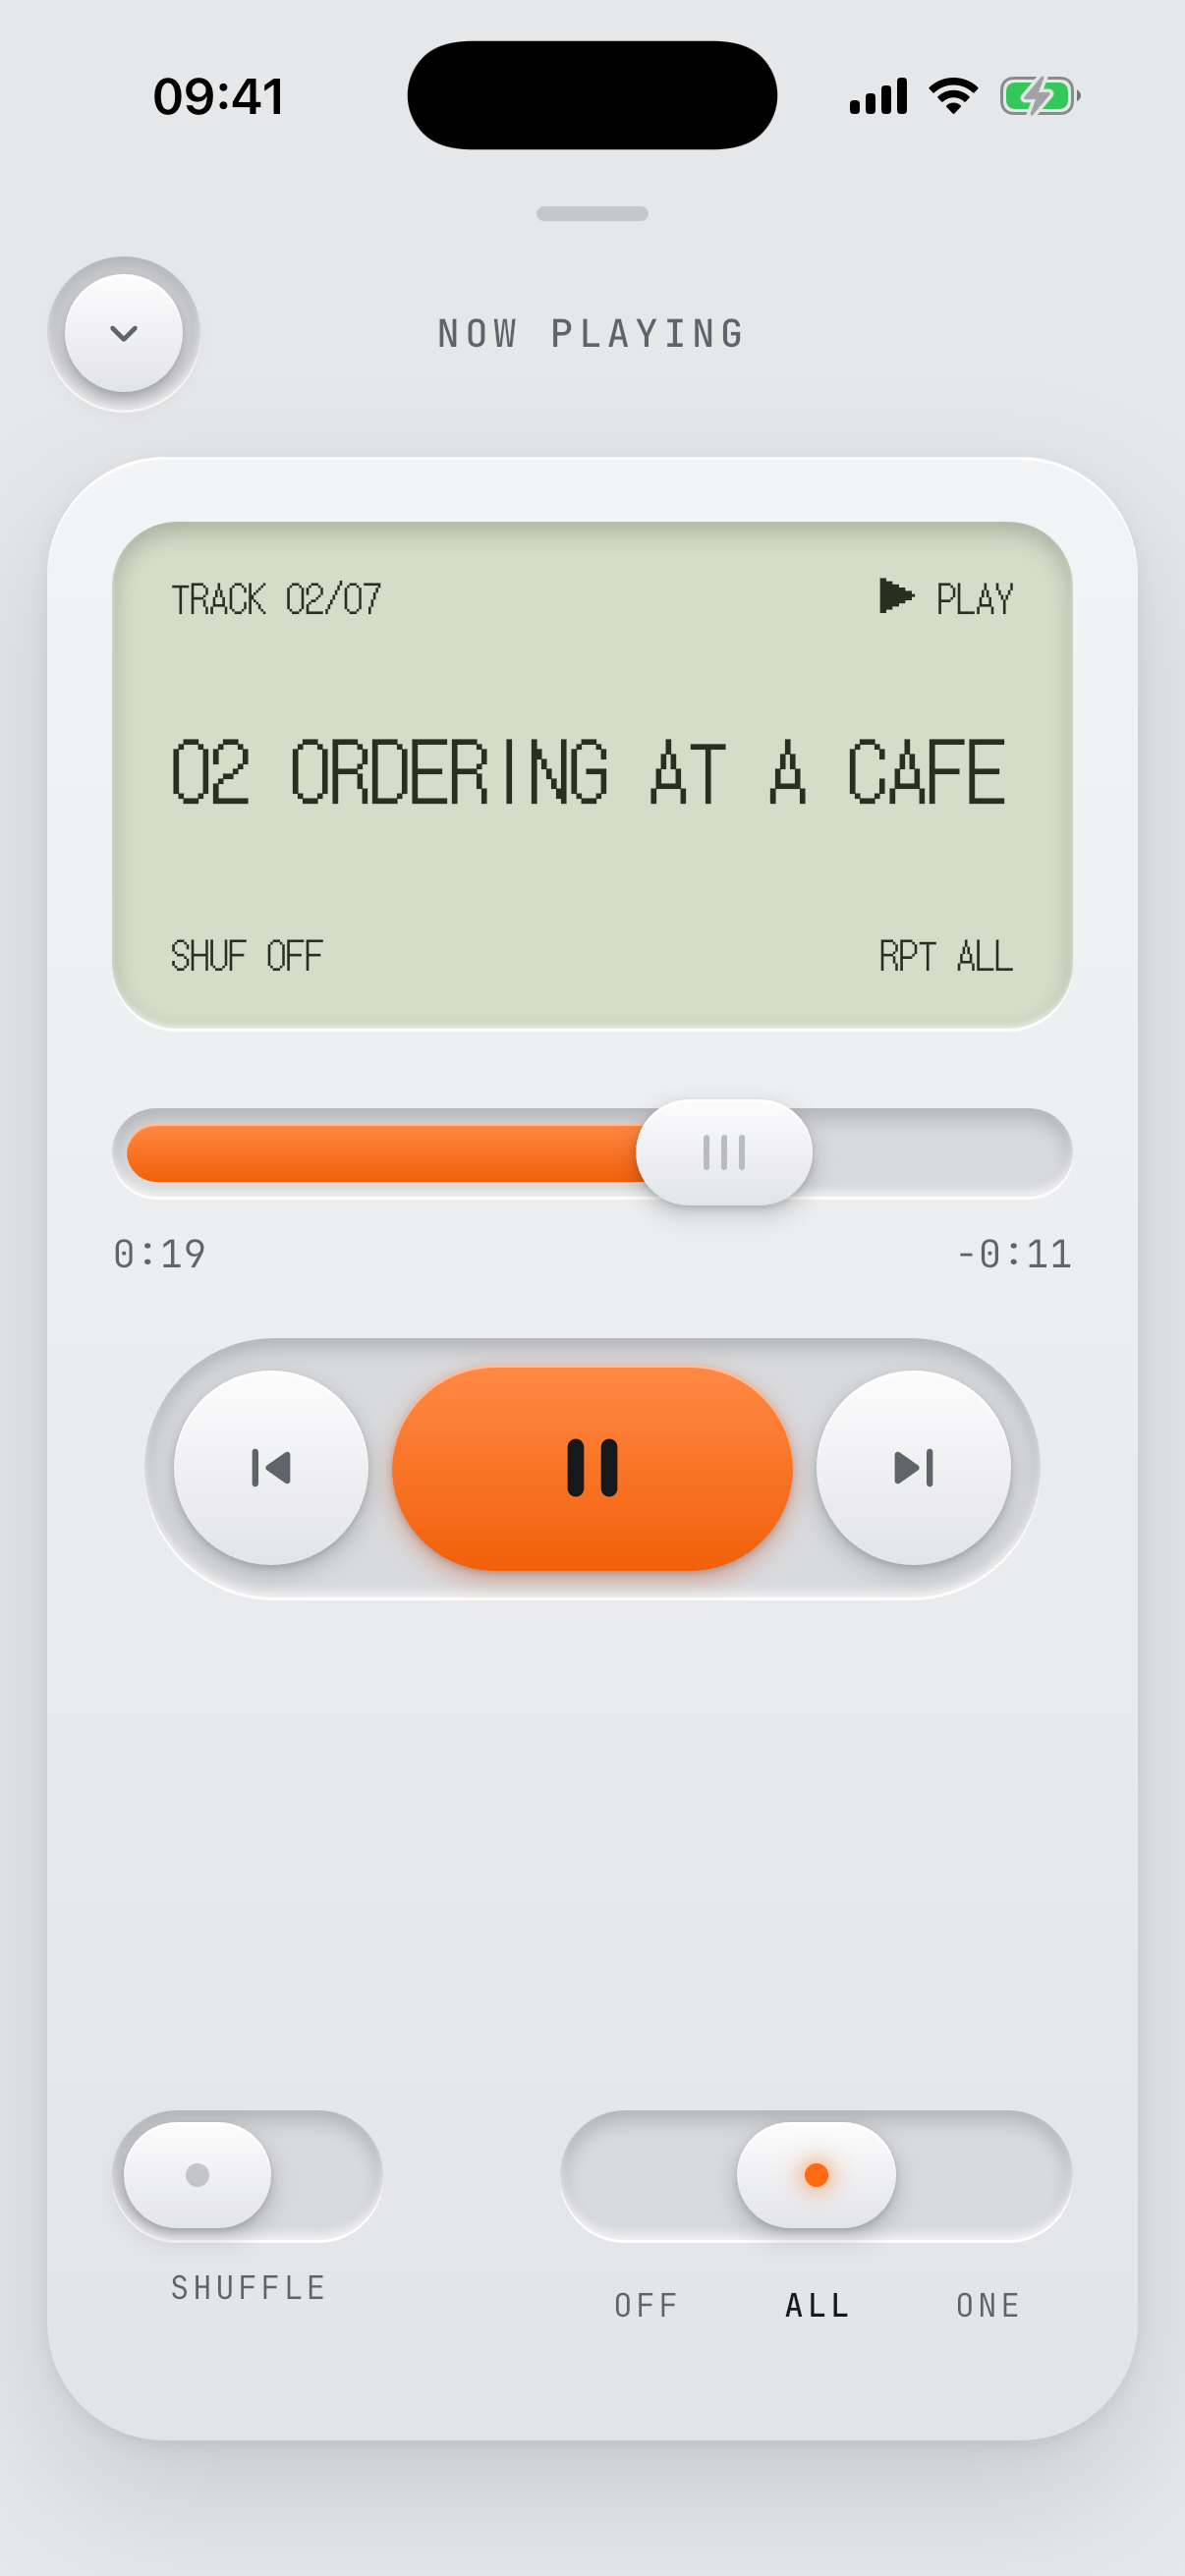 09:41
NOW PLAYING
TRACK 02/07 PLAY
02 ORDERING AT A CAFE
SHUF OFF RPT ALL
0:19 -0:11
SHUFFLE
OFF ALL ONE